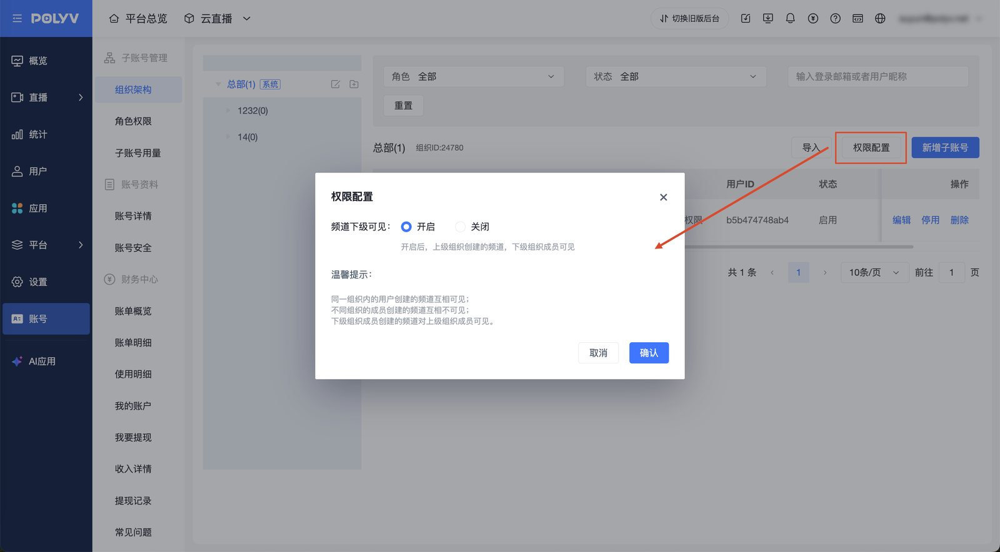 POLYV
平台总览
云直播
切换旧版后台
概览
直播
统计
用户
应用
平台
设置
账号
AI应用
子账号管理
组织架构
角色权限
子账号用量
账号资料
账号详情
账号安全
财务中心
账单概览
账单明细
使用明细
我的账户
我要提现
收入详情
提现记录
常见问题
总部(1) 系统
1232(0)
14(0)
角色 全部
状态 全部
输入登录邮箱或者用户昵称
重置
总部(1) 组织ID:24780
导入
权限配置
新增子账号
用户ID
状态
操作
权限
b5b474748ab4
启用
编辑 停用 删除
共 1 条
1
10条/页
前往 1 页
权限配置
频道下级可见：
开启
关闭
开启后，上级组织创建的频道，下级组织成员可见
温馨提示：
同一组织内的用户创建的频道互相可见；
不同组织的成员创建的频道互相不可见；
下级组织成员创建的频道对上级组织成员可见。
取消
确认